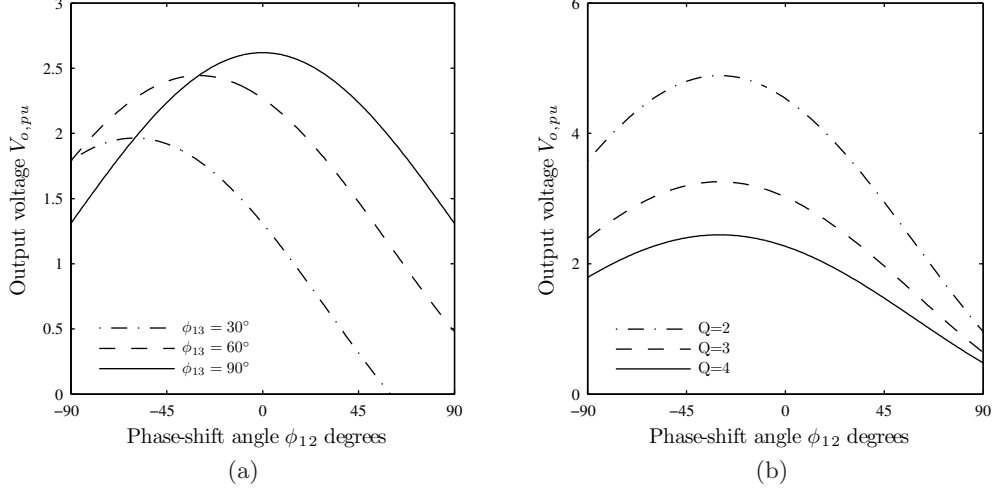 3
2.5
2
1.5
1
0.5
0
Output voltage V_{o,pu}
ϕ₁₃ = 30°
ϕ₁₃ = 60°
ϕ₁₃ = 90°
−90 −45 0 45 90
Phase-shift angle ϕ₁₂ degrees
(a)
6
4
2
0
Output voltage V_{o,pu}
Q=2
Q=3
Q=4
−90 −45 0 45 90
Phase-shift angle ϕ₁₂ degrees
(b)